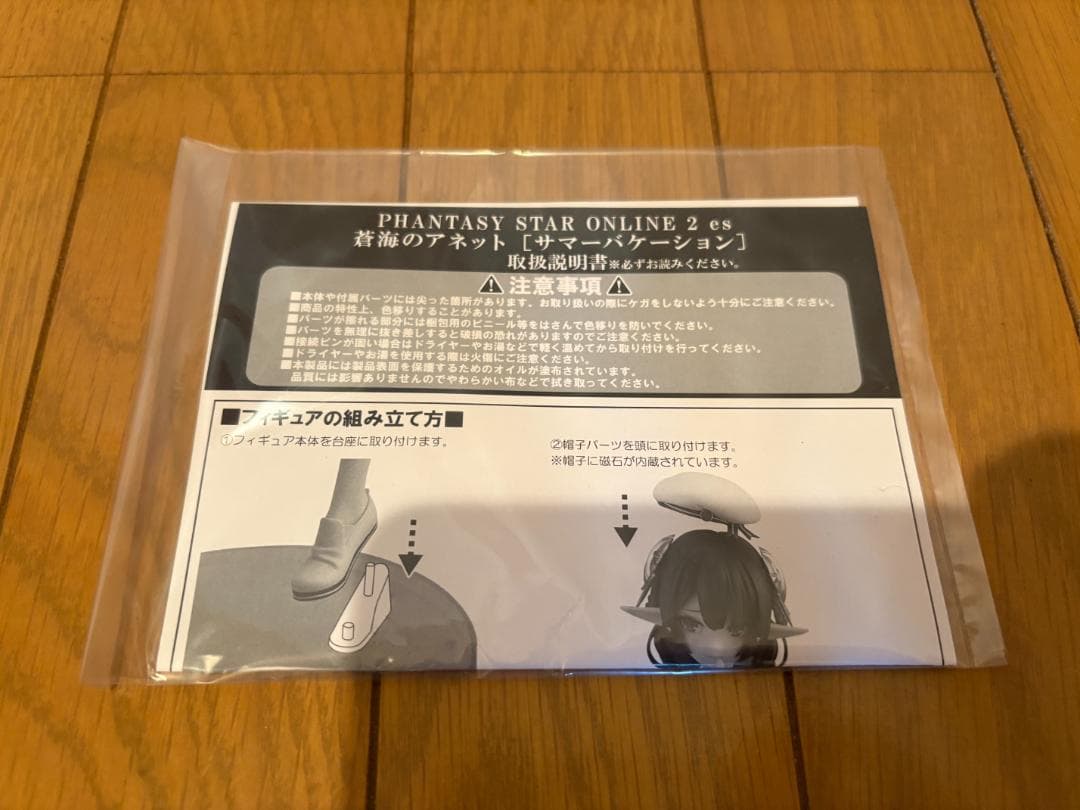 PHANTASY STAR ONLINE 2 es
蒼海のアネット［サマーバケーション］
取扱説明書※必ずお読みください。
注意事項
■本体や付属パーツには尖った箇所があります。お取り扱いの際にケガをしないよう十分にご注意ください。
■商品の特性上、色移りすることがあります。
■パーツが擦れる部分には梱包用のビニール等をはさんで色移りを防いでください。
■パーツを無理に抜き差しすると破損の恐れがありますのでご注意ください。
■接続ピンが固い場合はドライヤーやお湯などで軽く温めてから取り付けを行ってください。
■ドライヤーやお湯を使用する際は火傷にご注意ください。
■本製品には製品表面を保護するためのオイルが塗布されています。
品質には影響ありませんのでやわらかい布などで拭き取ってください。
■フィギュアの組み立て方■
①フィギュア本体を台座に取り付けます。
②帽子パーツを頭に取り付けます。
※帽子に磁石が内蔵されています。